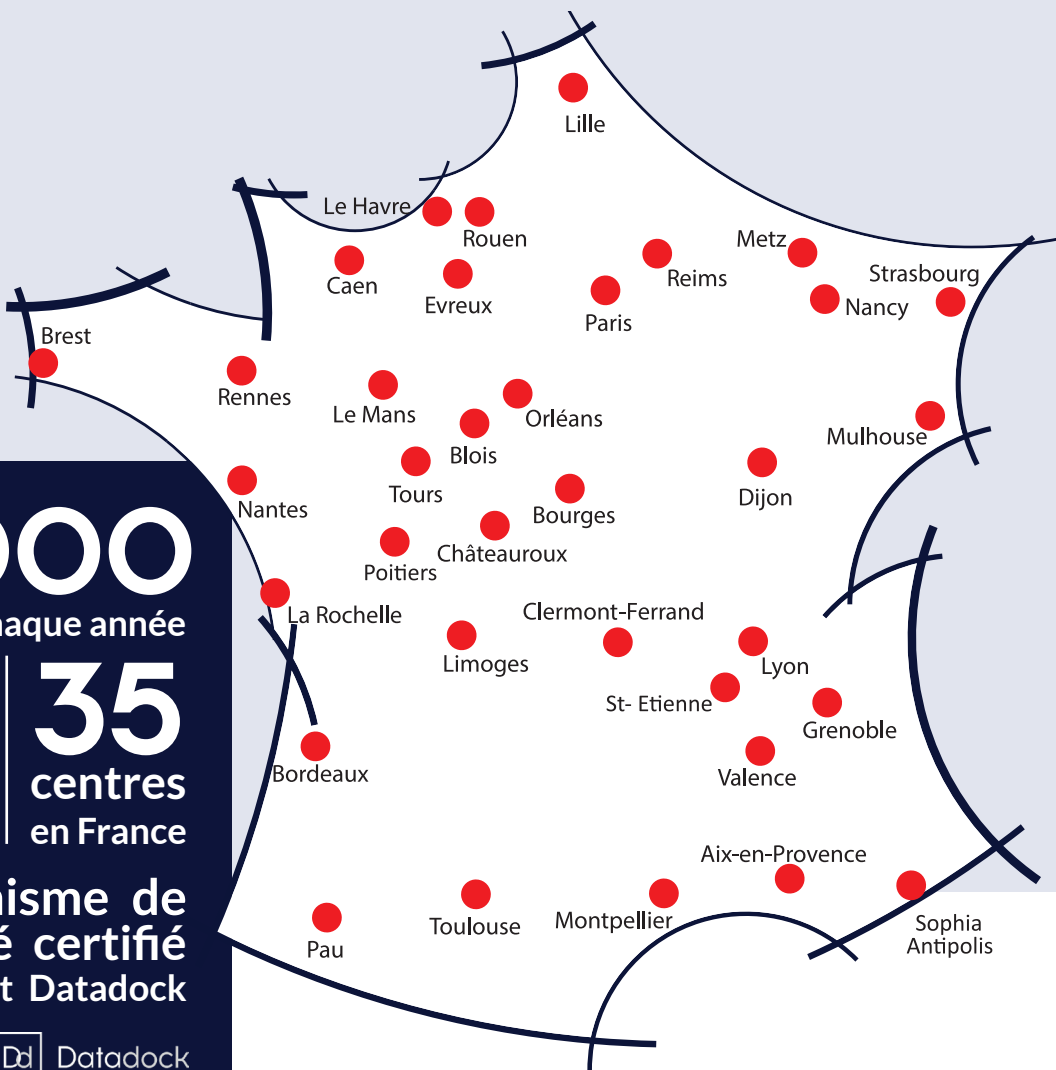 Lille
Le Havre
Rouen
Metz
Reims
Strasbourg
Caen
Evreux
Nancy
Paris
Brest
Rennes
Le Mans
Orléans
Mulhouse
Blois
Tours
Dijon
Nantes
Bourges
Châteauroux
Poitiers
La Rochelle
Clermont-Ferrand
Limoges
Lyon
St- Etienne
Grenoble
Bordeaux
Valence
Aix-en-Provence
Montpellier
Toulouse
Pau
Sophia
Antipolis
000
année
35
centres
en France
de
certifié
Datadock
Dd Datadock